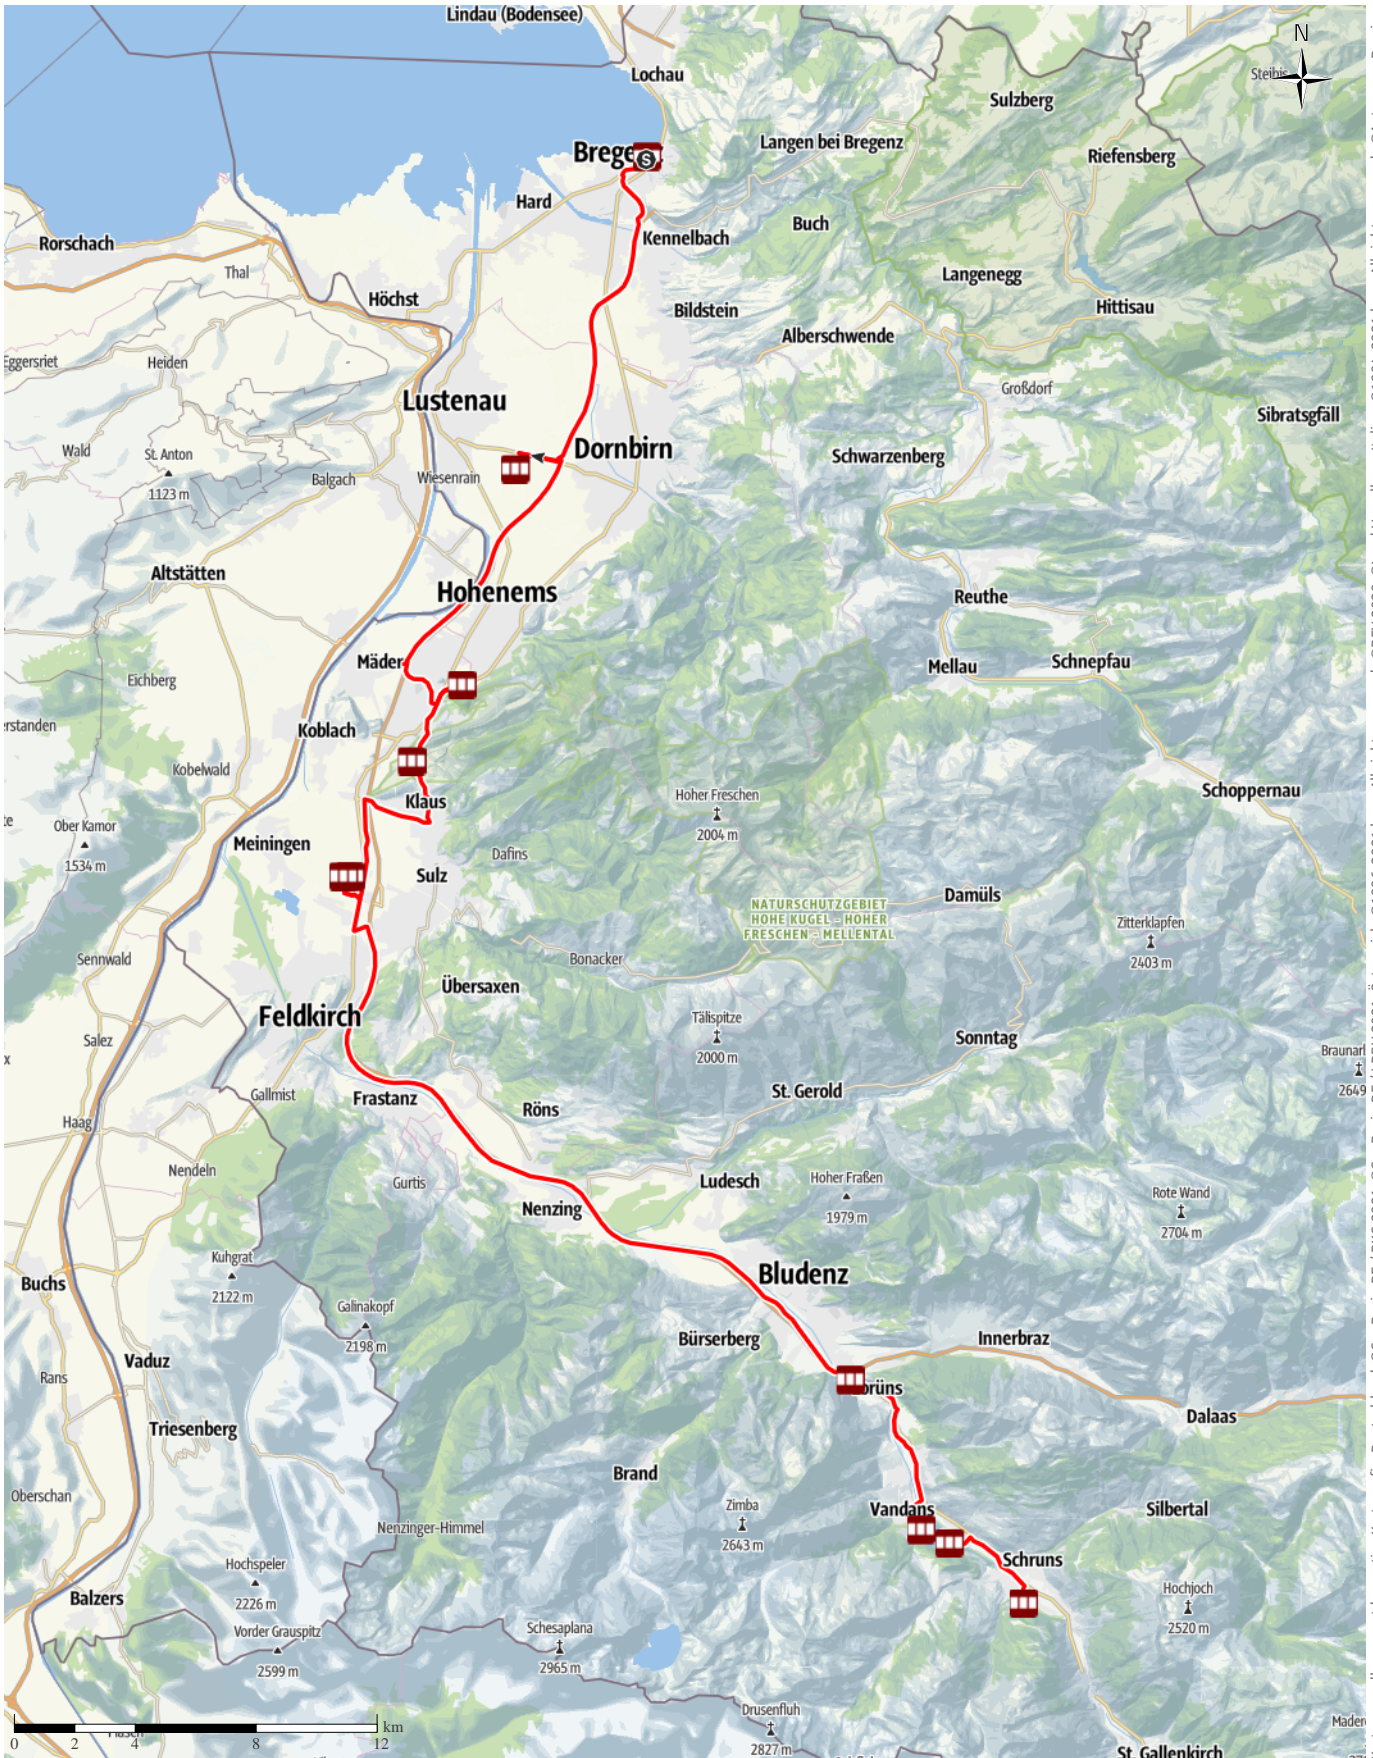 Lindau (Bodensee)
N
Lochau
Steibis
Sulzberg
Langen bei Bregenz
Riefensberg
S
Hard
Buch
Rorschach
Kennelbach
Thal
Langenegg
Höchst
Hittisau
Bildstein
Alberschwende
Eggersriet
Heiden
Großdorf
Lustenau
Sibratsgfäll
Wald
St. Anton
1123 m
Dornbirn
Schwarzenberg
Balgach
Wiesenrain
Altstätten
Hohenems
Reuthe
Mäder
Mellau
Schnepfau
Eichberg
erstanden
Koblach
Kobelwald
Hoher Freschen
2004 m
Schoppernau
Klaus
Ober Kamor
1534 m
Meiningen
Dafins
Sulz
Damüls
NATURSCHUTZGEBIET
HOHE KUGEL - HOHER
FRESCHEN - MELLENTAL
Zitterklapfen
2403 m
Sennwald
Bonacker
Übersaxen
Feldkirch
Tälispitze
2000 m
Salez
Sonntag
2649
Gallmist
Frastanz
St. Gerold
Röns
Haag
Nendeln
Gurtis
Ludesch
Hoher Fraßen
1979 m
Rote Wand
2704 m
Nenzing
Kuhgrat
2122 m
Buchs
Bludenz
Galinakopf
2198 m
Bürserberg
Innerbraz
Vaduz
Rans
rüns
Dalaas
Triesenberg
Brand
Oberschan
Zimba
2643 m
Vandans
Silbertal
Nenzinger-Himmel
Schruns
Hochspeler
2226 m
Hochjoch
2520 m
Balzers
Vorder Grauspitz
2599 m
Schesaplana
2965 m
Drusenfluh
2827 m
Mader
St. Gallenkirch
km
0 2 4 8 12